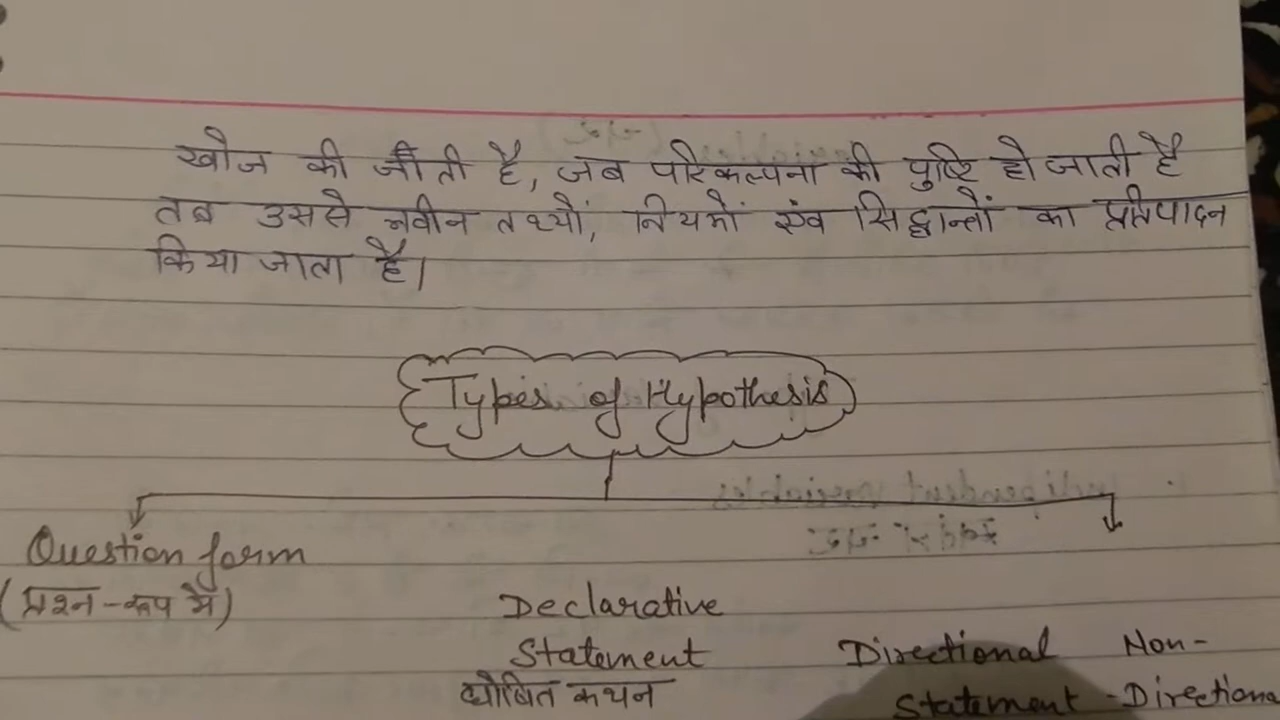 खोज की जाती है, जब परिकल्पना की पुष्टि हो जाती है
तब उससे नवीन तथ्यों, नियमों एंव सिद्धान्तों का प्रतिपादन
किया जाता है।
Types of Hypothesis
Question form
(प्रश्न-रूप में)
Declarative
Statement
घोषित कथन
Directional
Statement
Non-
-Directiona